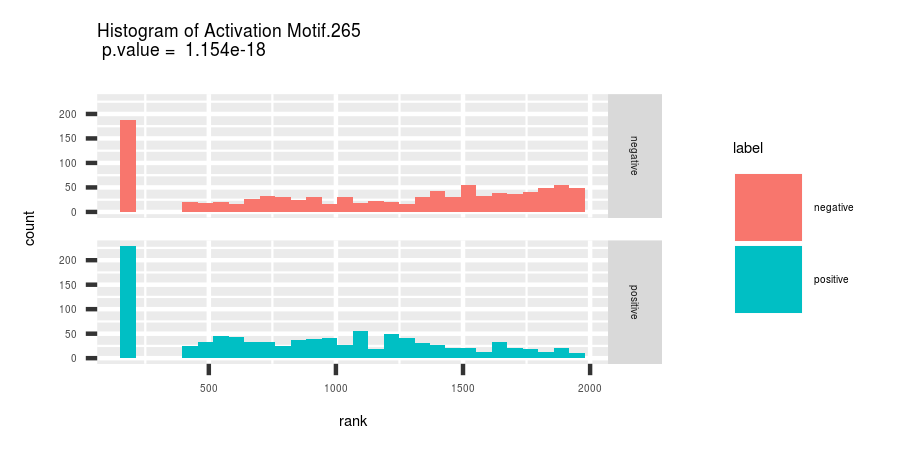 Histogram of Activation Motif.265
p.value = 1.154e-18
count
200
150
100
50
0
negative
200
150
100
50
0
positive
500
1000
1500
2000
rank
label
negative
positive